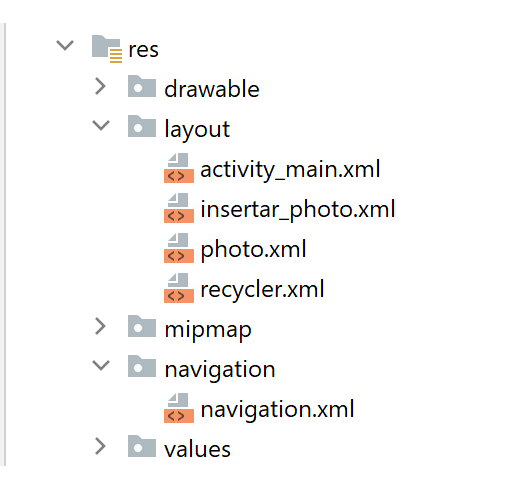 res
drawable
layout
activity_main.xml
insertar_photo.xml
photo.xml
recycler.xml
mipmap
navigation
navigation.xml
values